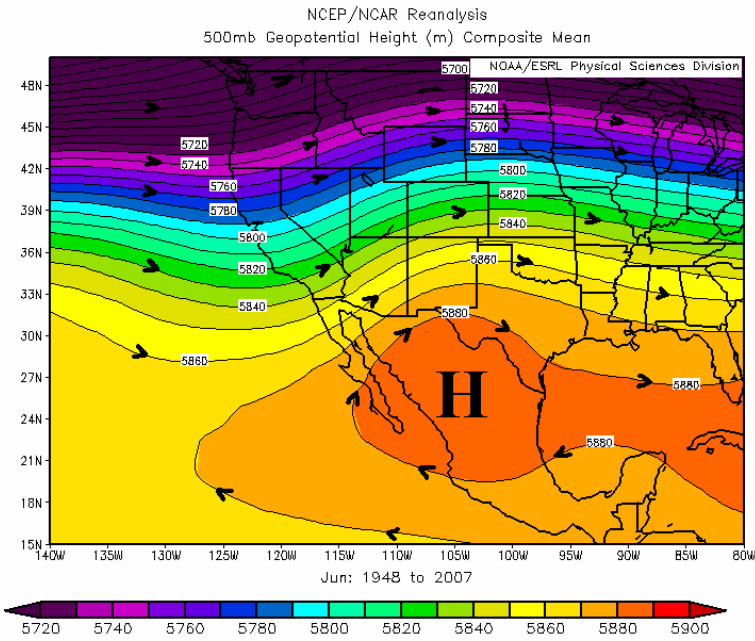 NCEP/NCAR Reanalysis
500mb Geopotential Height (m) Composite Mean
NOAA/ESRL Physical Sciences Division
5700
48N
5720
5740
45N
5760
5720
5780
5740
42N
5800
5760
5820
39N
5780
5840
5800
36N
5860
5820
33N
5840
5880
30N
5860
27N
H
5880
24N
5880
21N
18N
15N
140W 135W 130W 125W 120W 115W 110W 105W 100W 95W 90W 85W 80W
Jun: 1948 to 2007
5720 5740 5760 5780 5800 5820 5840 5860 5880 5900